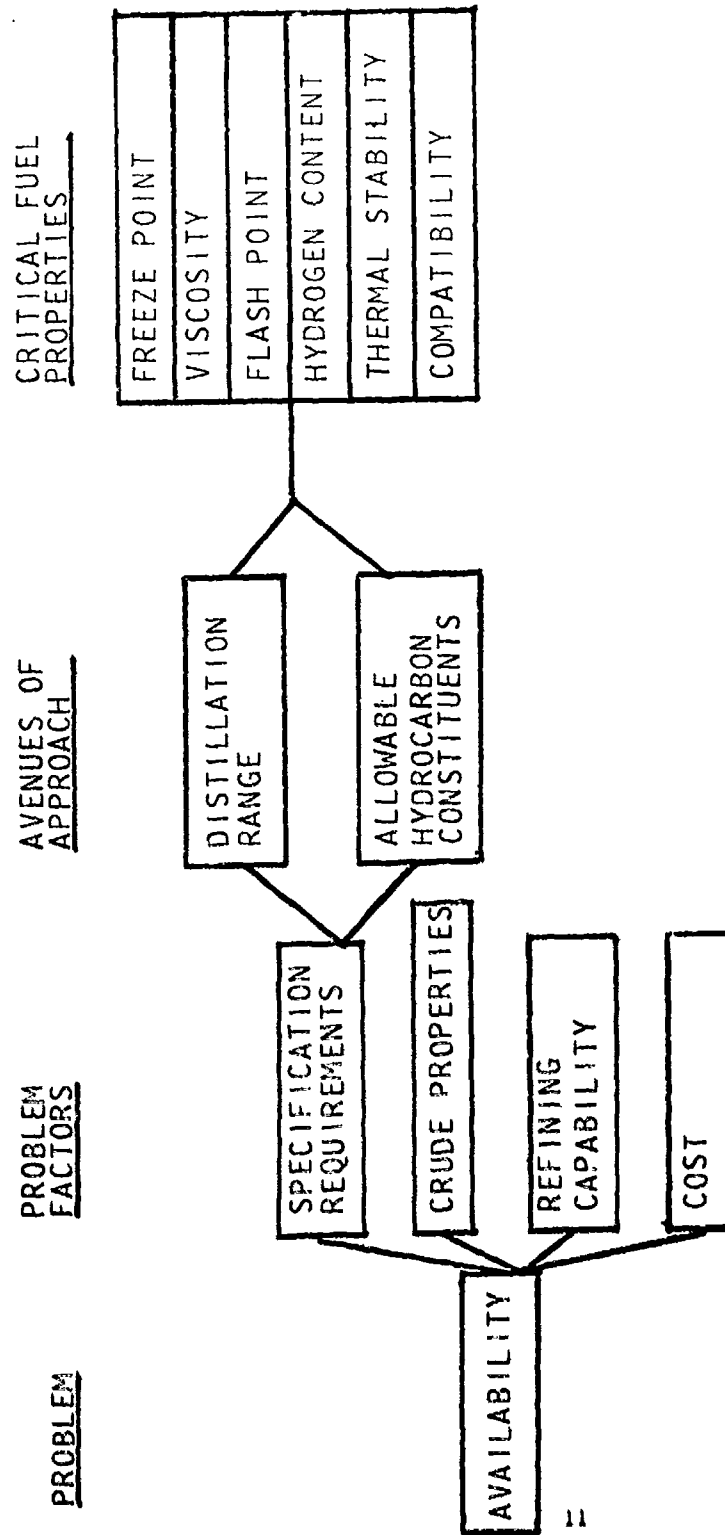 PROBLEM
PROBLEM
FACTORS
AVENUES OF
APPROACH
CRITICAL FUEL
PROPERTIES
AVAILABILITY
SPECIFICATION
REQUIREMENTS
CRUDE PROPERTIES
REFINING
CAPABILITY
COST
DISTILLATION
RANGE
ALLOWABLE
HYDROCARBON
CONSTITUENTS
FREEZE POINT
VISCOSITY
FLASH POINT
HYDROGEN CONTENT
THERMAL STABILITY
COMPATIBILITY
11